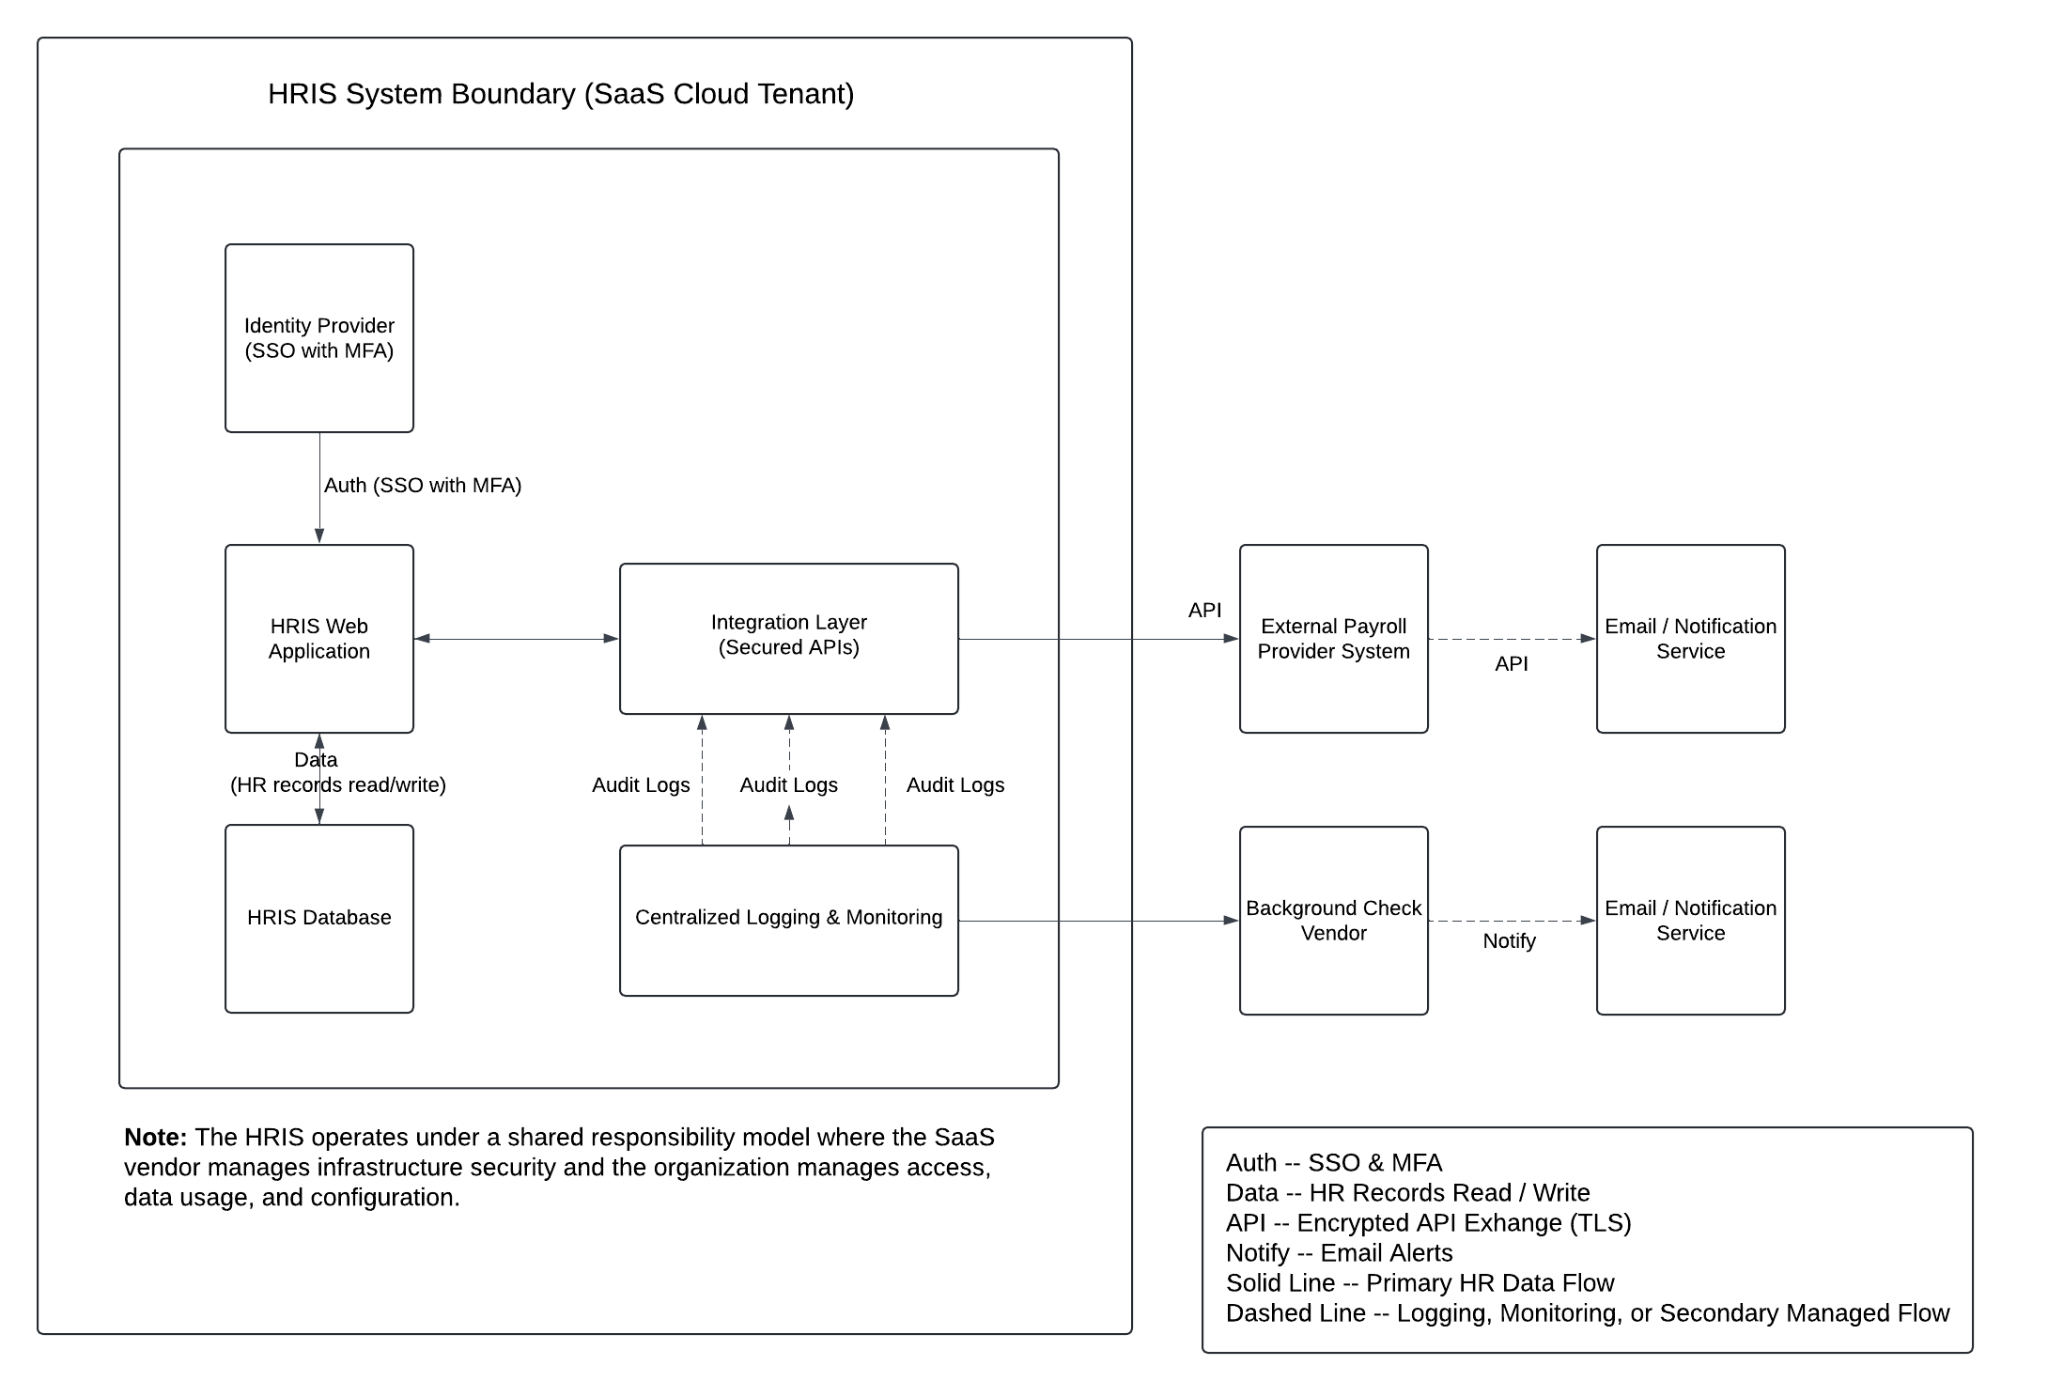 HRIS System Boundary (SaaS Cloud Tenant)
Identity Provider
(SSO with MFA)
Auth (SSO with MFA)
HRIS Web
Application
Integration Layer
(Secured APIs)
API
External Payroll
Provider System
API
Email / Notification
Service
Data
(HR records read/write)
Audit Logs
Audit Logs
Audit Logs
HRIS Database
Centralized Logging & Monitoring
Background Check
Vendor
Notify
Email / Notification
Service
Note: The HRIS operates under a shared responsibility model where the SaaS
vendor manages infrastructure security and the organization manages access,
data usage, and configuration.
Auth -- SSO & MFA
Data -- HR Records Read / Write
API -- Encrypted API Exhange (TLS)
Notify -- Email Alerts
Solid Line -- Primary HR Data Flow
Dashed Line -- Logging, Monitoring, or Secondary Managed Flow